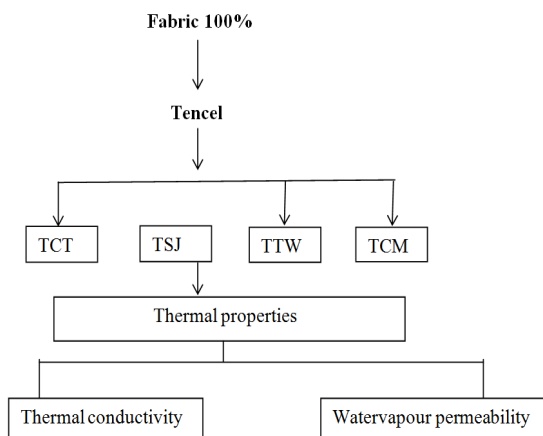 Fabric 100%
Tencel
TCT
TSJ
TTW
TCM
Thermal properties
Thermal conductivity
Watervapour permeability